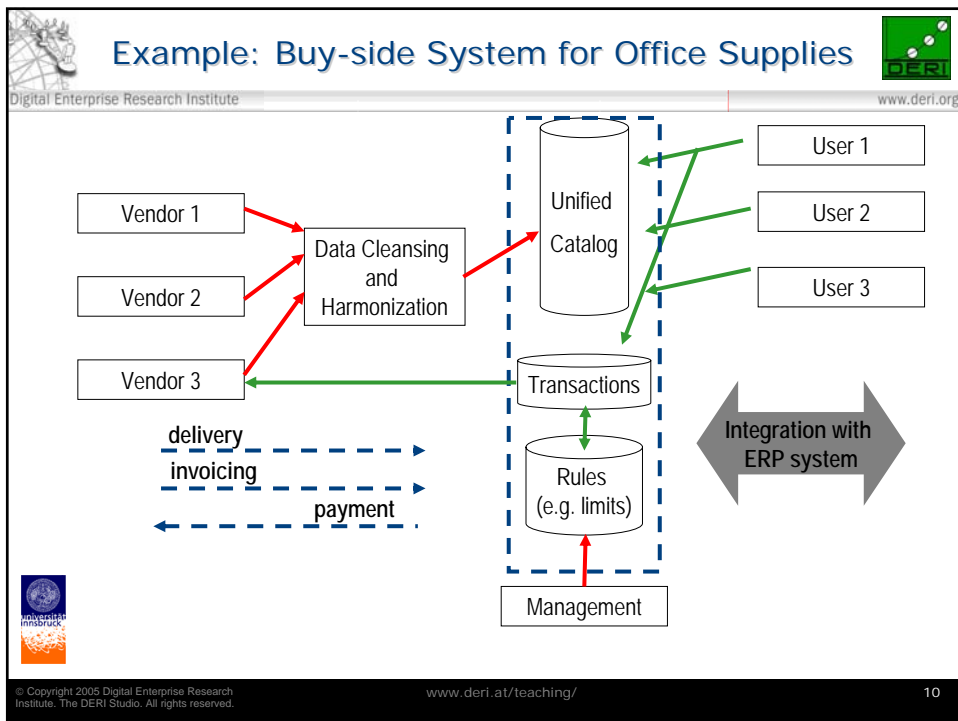 Example: Buy-side System for Office Supplies
DERI
Digital Enterprise Research Institute
www.deri.org
Vendor 1
Vendor 2
Vendor 3
Data Cleansing
and
Harmonization
Unified
Catalog
User 1
User 2
User 3
Transactions
Rules
(e.g. limits)
Management
delivery
invoicing
payment
Integration with
ERP system
universität
innsbruck
© Copyright 2005 Digital Enterprise Research
Institute. The DERI Studio. All rights reserved.
www.deri.at/teaching/
10